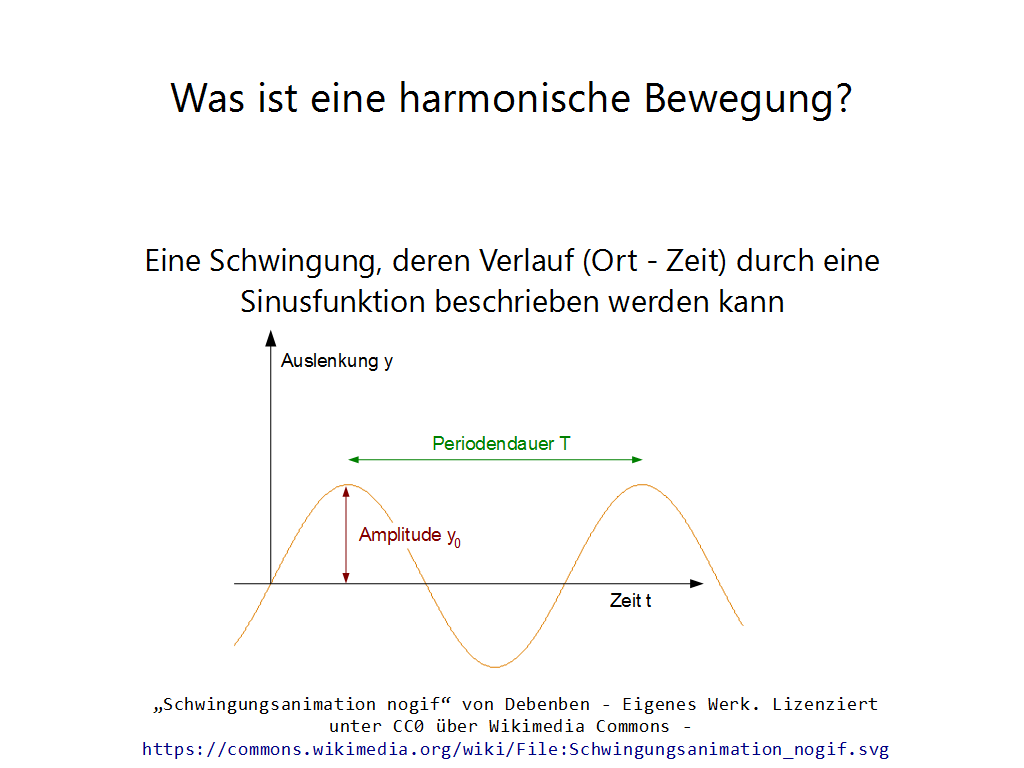 Was ist eine harmonische Bewegung?
Eine Schwingung, deren Verlauf (Ort - Zeit) durch eine
Sinusfunktion beschrieben werden kann
Auslenkung y
Periodendauer T
Amplitude y0
Zeit t
„Schwingungsanimation nogif“ von Debenben - Eigenes Werk. Lizenziert
unter CC0 über Wikimedia Commons -
https://commons.wikimedia.org/wiki/File:Schwingungsanimation_nogif.svg